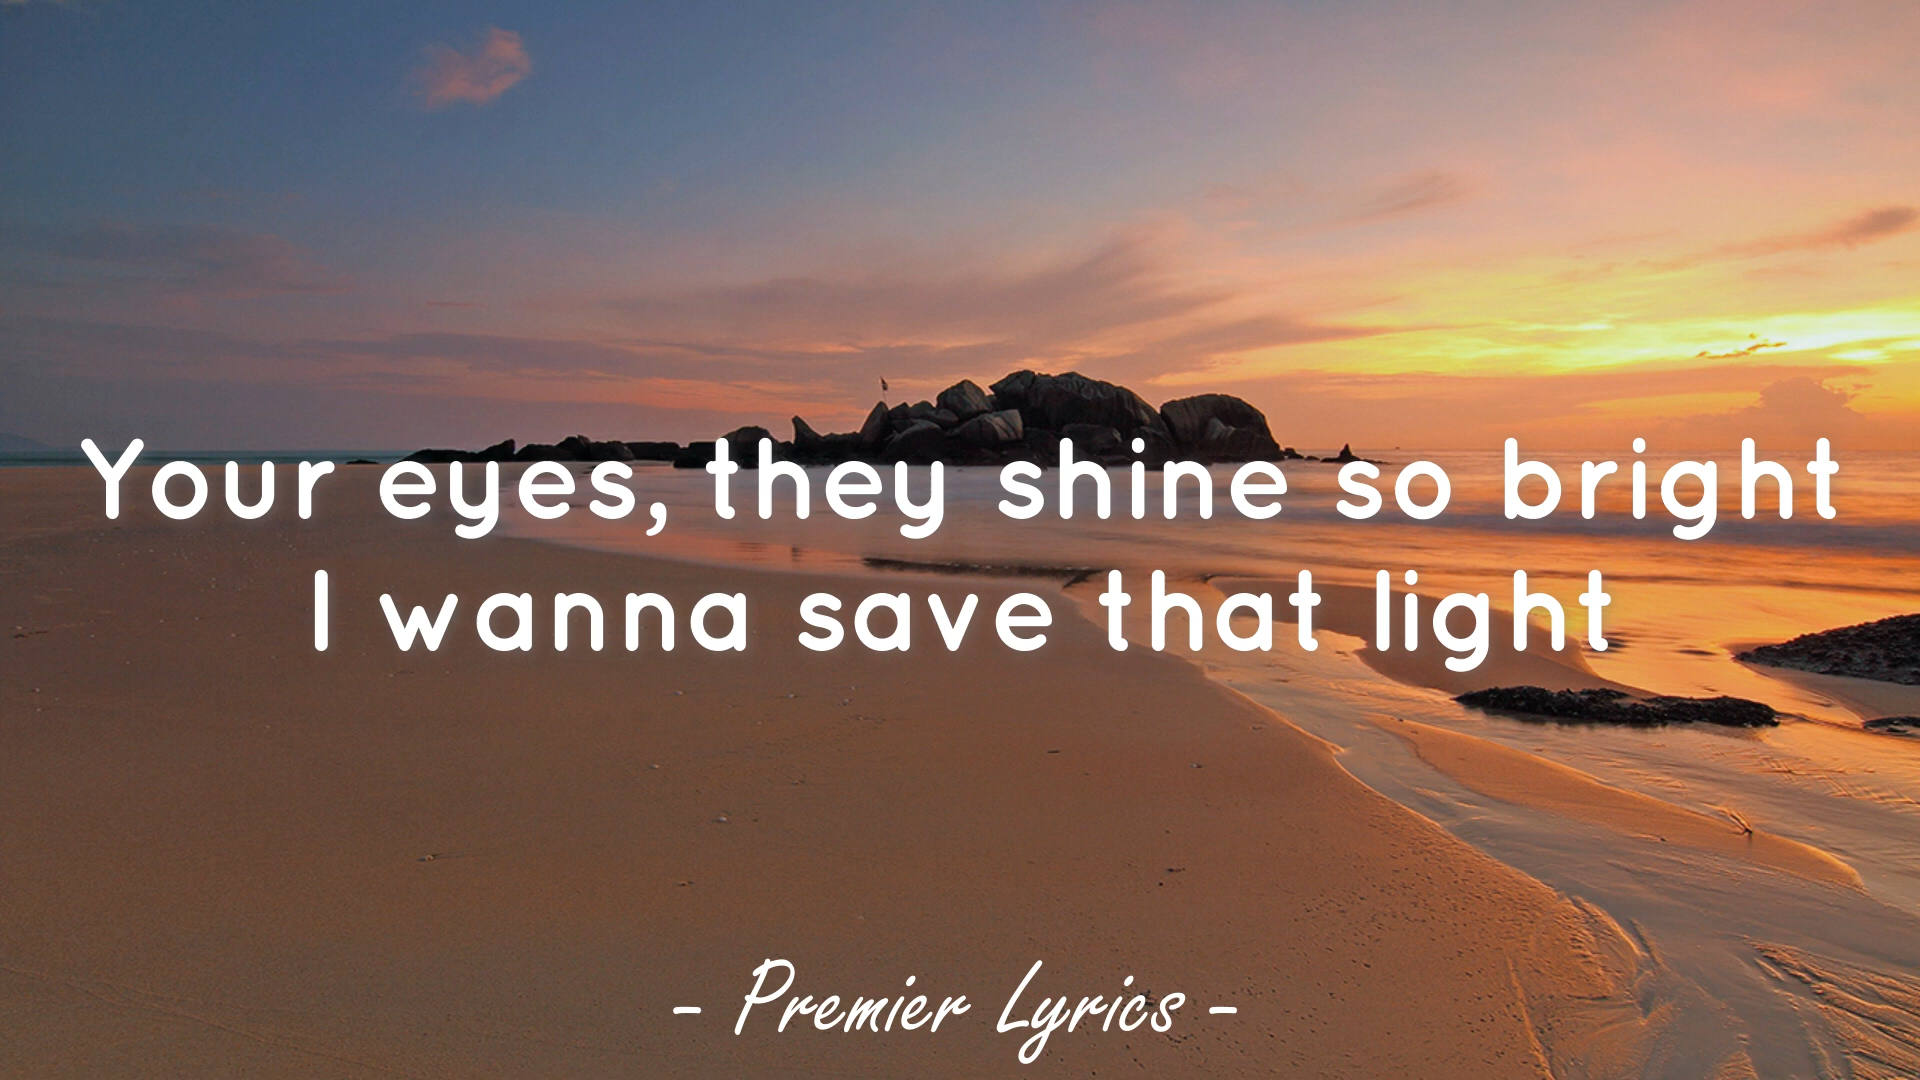 Your eyes, they shine so bright
I wanna save that light
- Premier Lyrics -